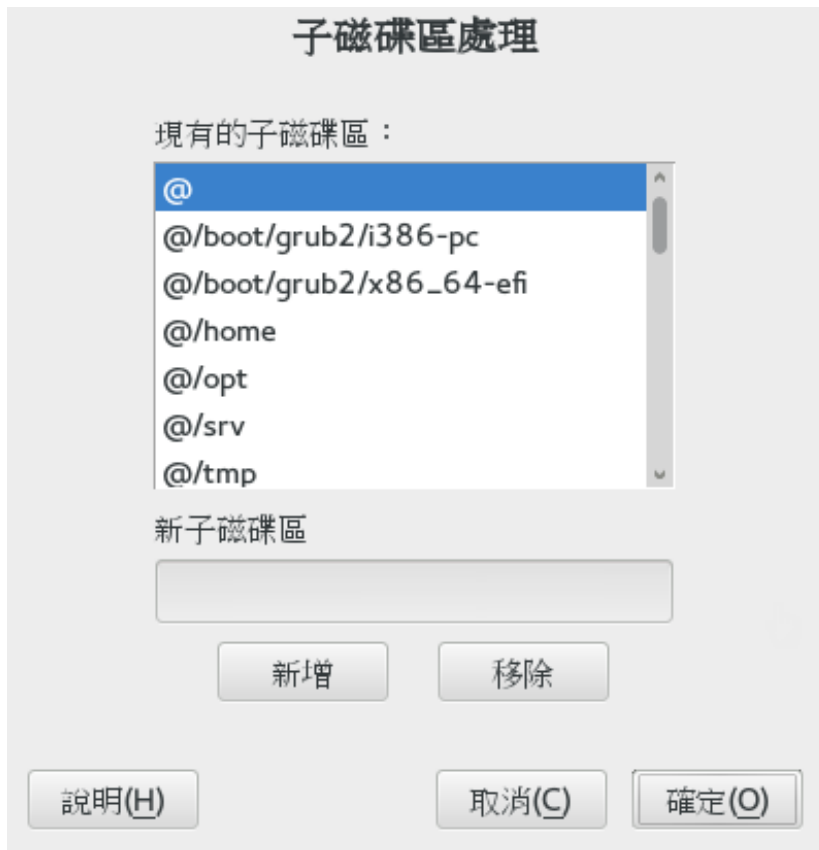 子磁碟區處理
現有的子磁碟區：
@
@/boot/grub2/i386-pc
@/boot/grub2/x86_64-efi
@/home
@/opt
@/srv
@/tmp
新子磁碟區
新增 移除
說明(H) 取消(C) 確定(O)